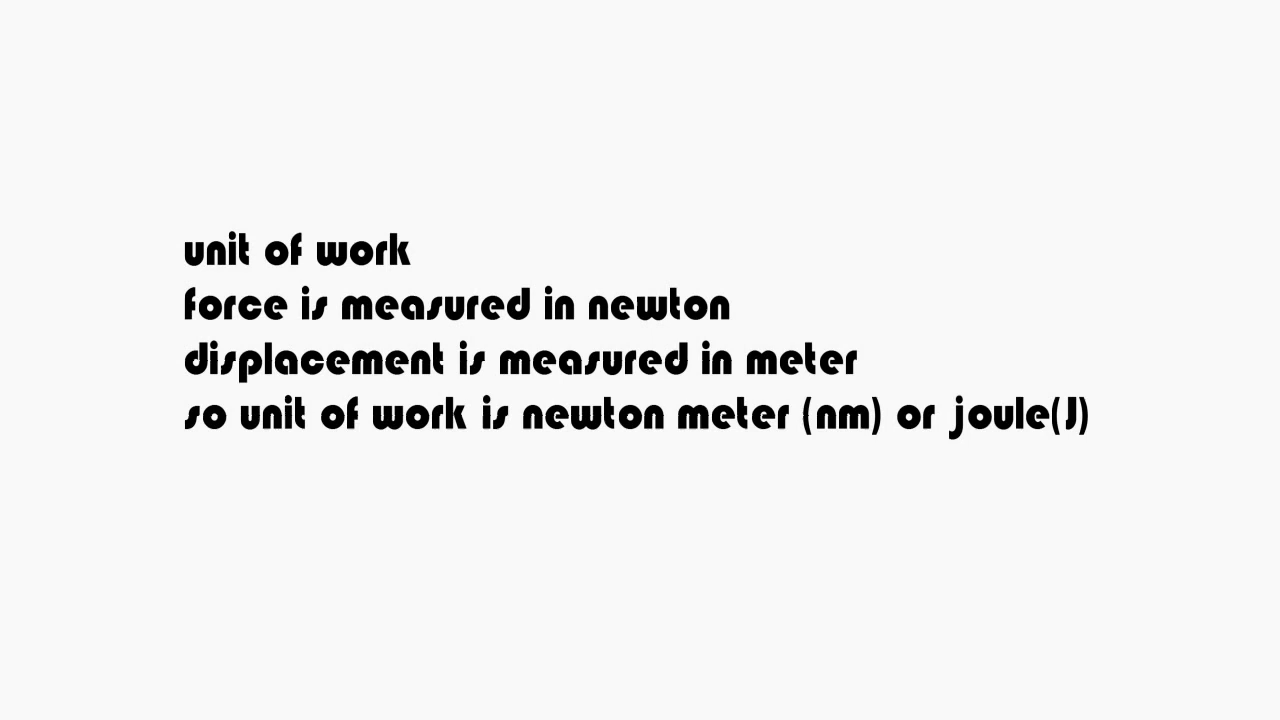 unit of work
force is measured in newton
displacement is measured in meter
so unit of work is newton meter (nm) or joule(J)